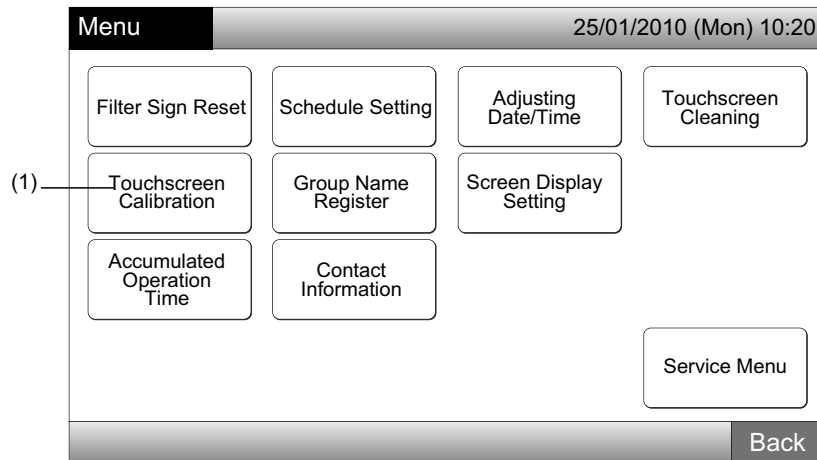 Menu 25/01/2010 (Mon) 10:20
Filter Sign Reset
Schedule Setting
Adjusting
Date/Time
Touchscreen
Cleaning
(1)
Touchscreen
Calibration
Group Name
Register
Screen Display
Setting
Accumulated
Operation
Time
Contact
Information
Service Menu
Back